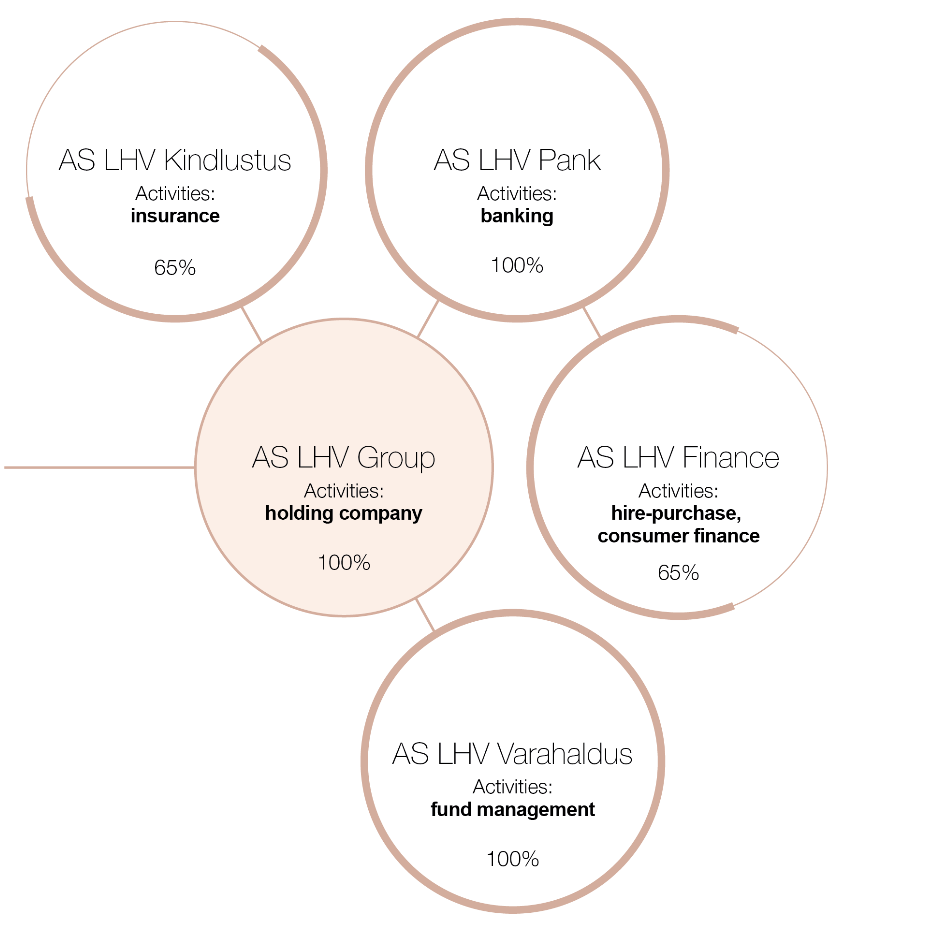 AS LHV Kindlustus
Activities:
insurance
65%
AS LHV Pank
Activities:
banking
100%
AS LHV Group
Activities:
holding company
100%
AS LHV Finance
Activities:
hire-purchase,
consumer finance
65%
AS LHV Varahaldus
Activities:
fund management
100%